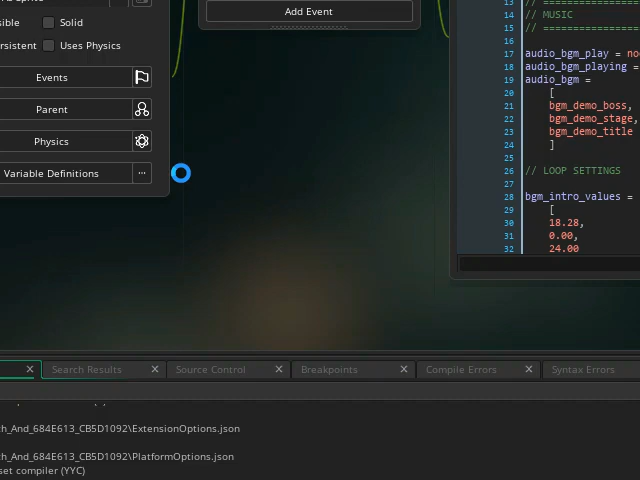 Solid
Uses Physics
Events
Parent
Physics
Variable Definitions
Add Event
13 // 
14 // MUSIC
15 // 
16
17 audio_bgm_play =
18 audio_bgm_playing =
19 audio_bgm =
20 [
21 bgm_demo_boss,
22 bgm_demo_stage,
23 bgm_demo_title
24 ]
25
26 // LOOP SETTINGS
27
28 bgm_intro_values =
29 [
30 18.28,
31 0.00,
32 24.00
Search Results
Source Control
Breakpoints
Compile Errors
Syntax Errors
h_And_684E613_CB5D1092\ExtensionOptions.json
h_And_684E613_CB5D1092\PlatformOptions.json
set compiler (YYC)